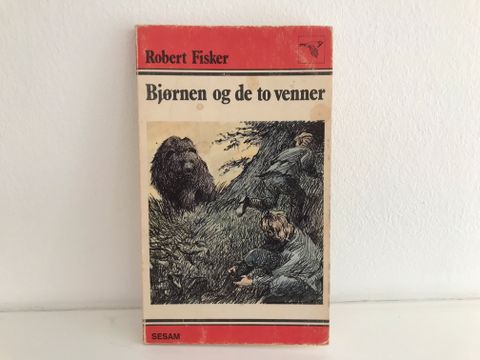 Robert Fisker
Bjørnen og de to venner
SESAM